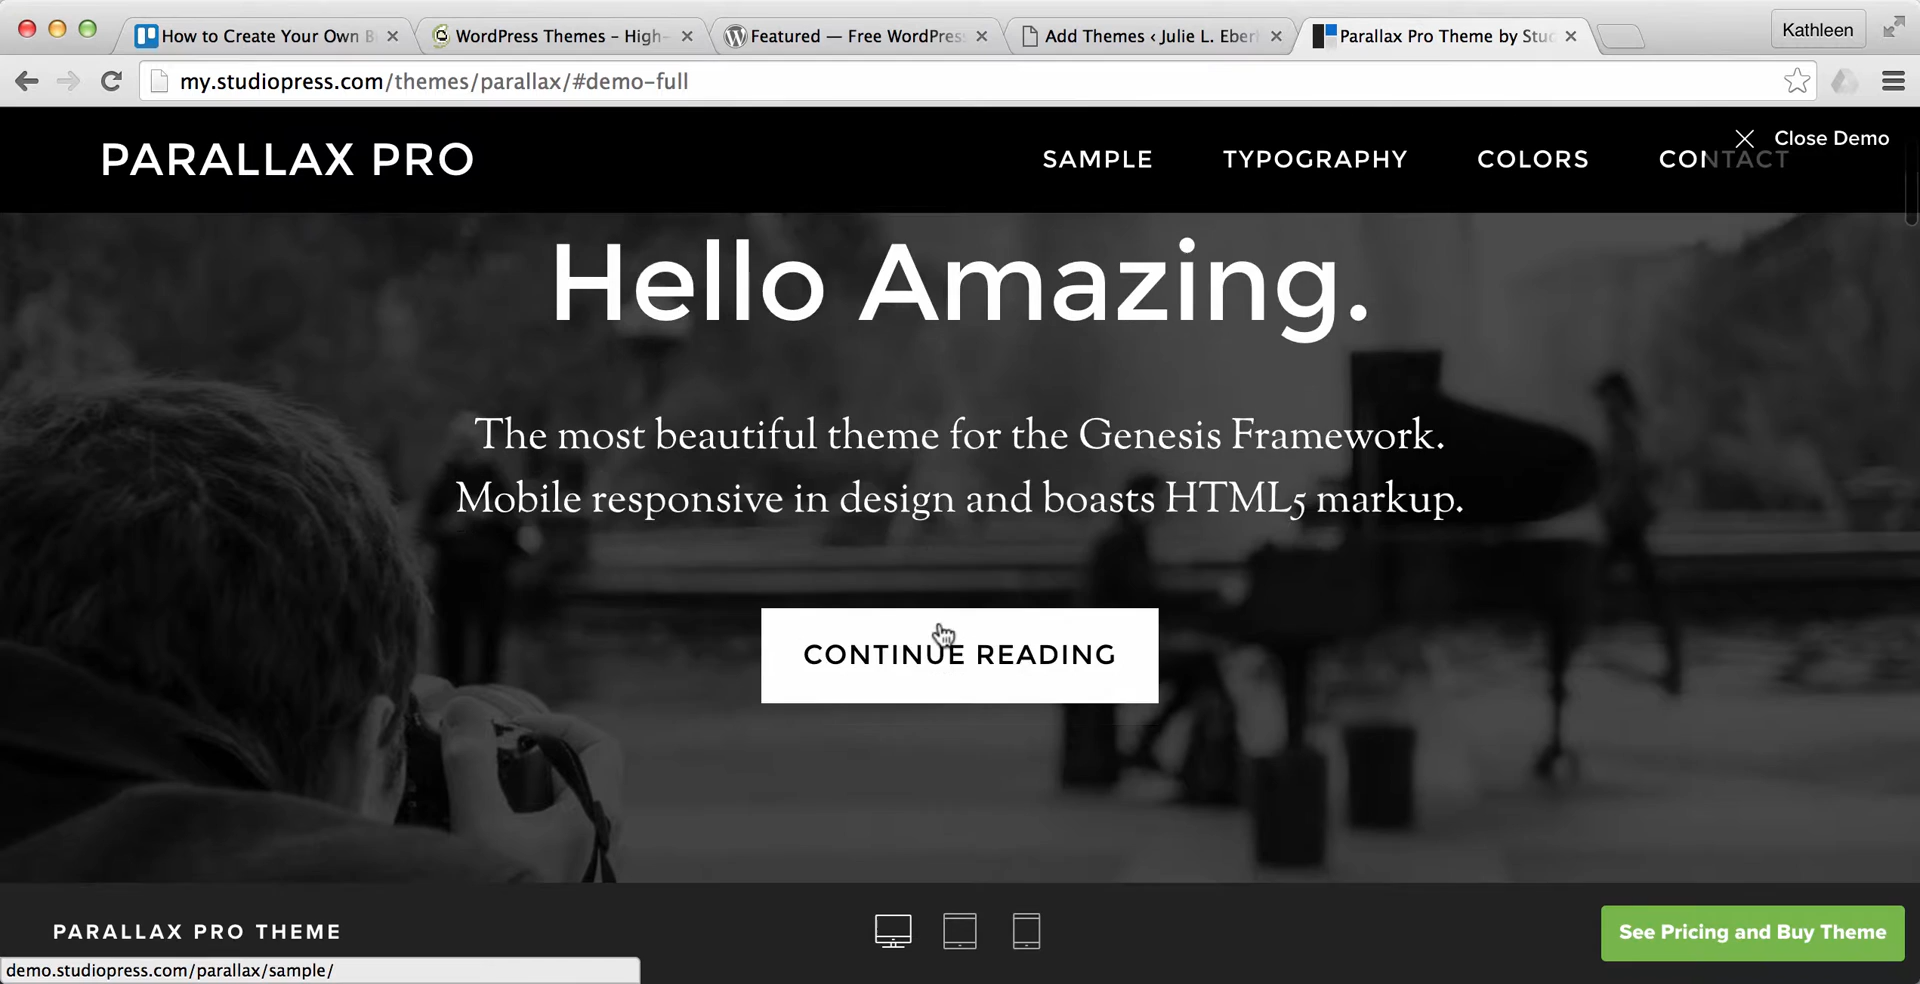 How to Create Your Own B
WordPress Themes – High-
Featured — Free WordPress
Add Themes ‹ Julie L. Eber
Parallax Pro Theme by Stud
Kathleen
my.studiopress.com/themes/parallax/#demo-full
Close Demo
PARALLAX PRO
SAMPLE
TYPOGRAPHY
COLORS
CONTACT
Hello Amazing.
The most beautiful theme for the Genesis Framework.
Mobile responsive in design and boasts HTML5 markup.
CONTINUE READING
PARALLAX PRO THEME
See Pricing and Buy Theme
demo.studiopress.com/parallax/sample/